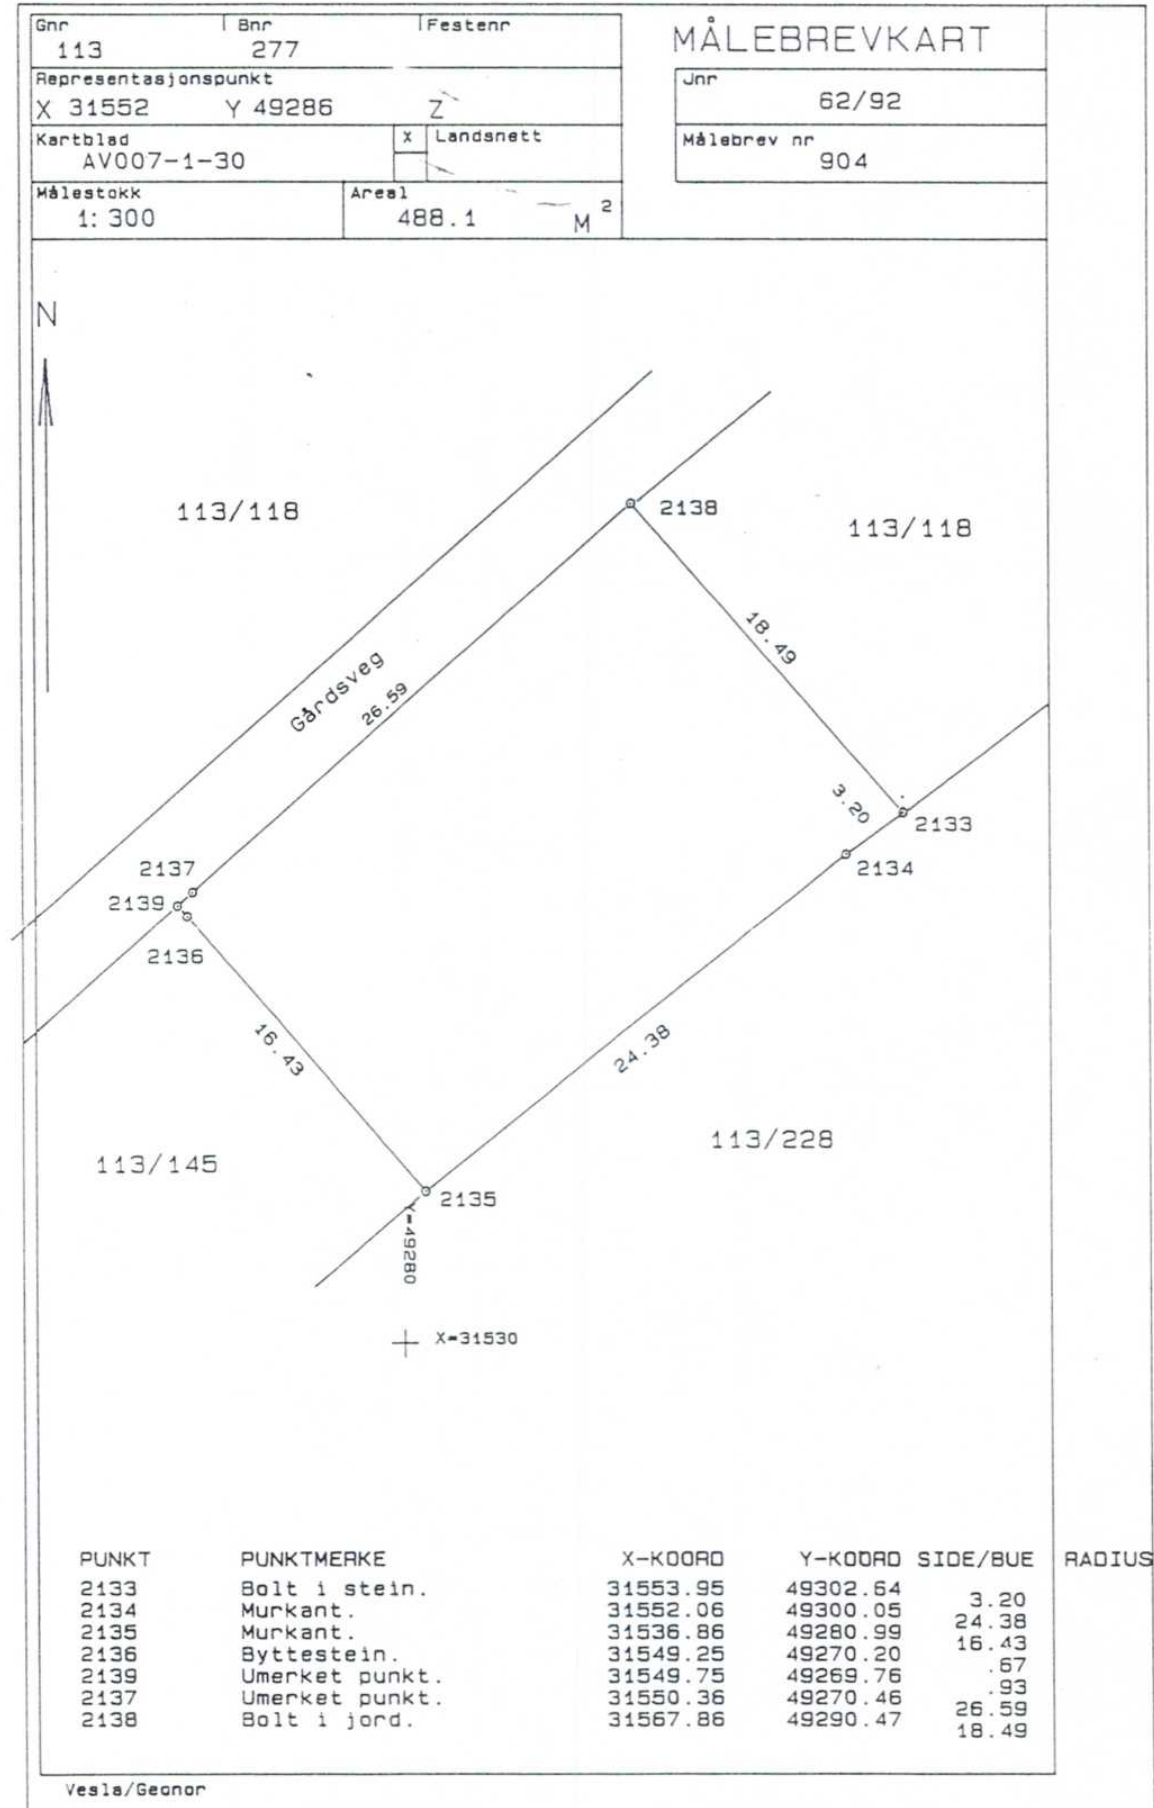 Gnr Bnr Festenr
113 277
MÅLEBREVKART
Representasjonspunkt
X 31552 Y 49286 Z
Jnr
62/92
Kartblad
AV007-1-30
X Landsnett
Målebrev nr
904
Målestokk
1:300
Areal
488.1 M 2
N
113/118
2138
113/118
18.49
Gårdsveg
26.59
3.20
2133
2134
2137
2139
2136
16.43
24.38
113/228
113/145
2135
Y=49280
X=31530
PUNKT PUNKTMERKE X-KOORD Y-KOORD SIDE/BUE RADIUS
2133 Bolt i stein. 31553.95 49302.64
3.20
2134 Murkant. 31552.06 49300.05
24.38
2135 Murkant. 31536.86 49280.99
16.43
2136 Byttestein. 31549.25 49270.20
.67
2139 Umerket punkt. 31549.75 49269.76
.93
2137 Umerket punkt. 31550.36 49270.46
26.59
2138 Bolt i jord. 31567.86 49290.47
18.49
Vesla/Geonor